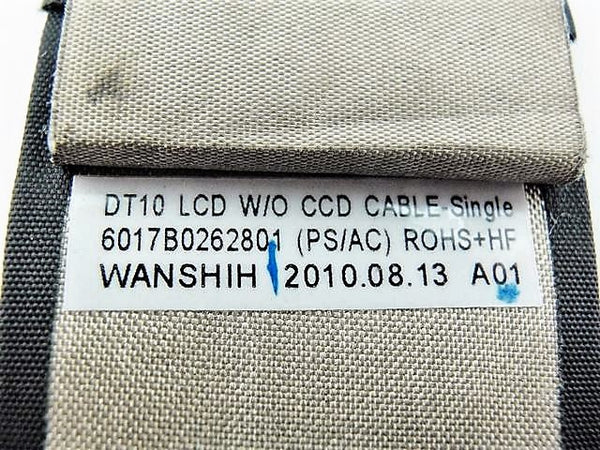 DT10 LCD W/O CCD CABLE-Single
6017B0262801 (PS/AC) ROHS+HF
WANSHIH 2010.08.13 A01